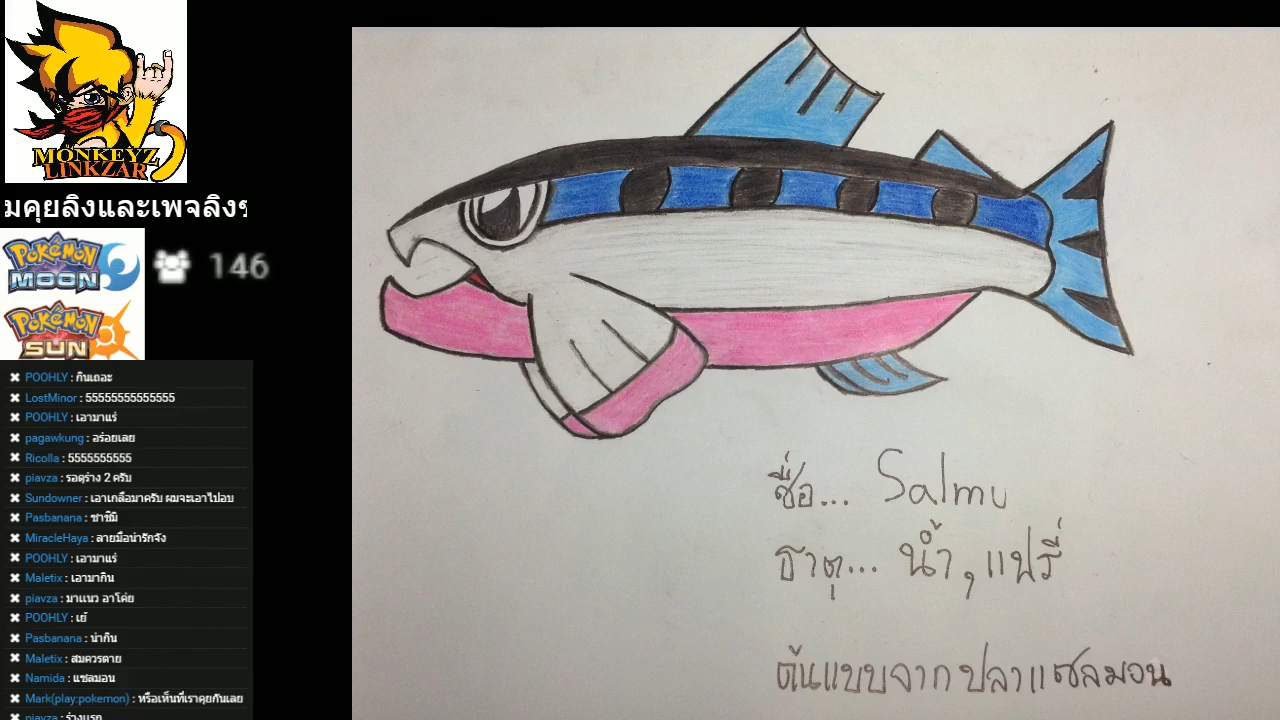 MONKEYZ
LINKZAR
มคุยลิงและเพจลิงข
POKéMON
MOON
146
POKéMON
SUN
POOHLY : กินเถอะ
LostMinor : 55555555555555
POOHLY : เอามาแร่
pagawkung : อร่อยเลย
Ricolla : 5555555555
piavza : รอดูร่าง 2 ครับ
Sundowner : เอาเกลือมาครับ ผมจะเอาไปอบ
Pasbanana : ซาซิมิ
MiracleHaya : ลายมือน่ารักจัง
POOHLY : เอามาแร่
Maletix : เอามากิน
piavza : มาแนว อาโค่ย
POOHLY : เย้
Pasbanana : น่ากิน
Maletix : สมควรตาย
Namida : แซลมอน
Mark(play:pokemon) : หรือเห็นที่เราคุยกันเลย
piavza : ร่างแรก
ชื่อ... Salmu
ธาตุ... น้ำ , แฟรี่
ต้นแบบจากปลาแซลมอน